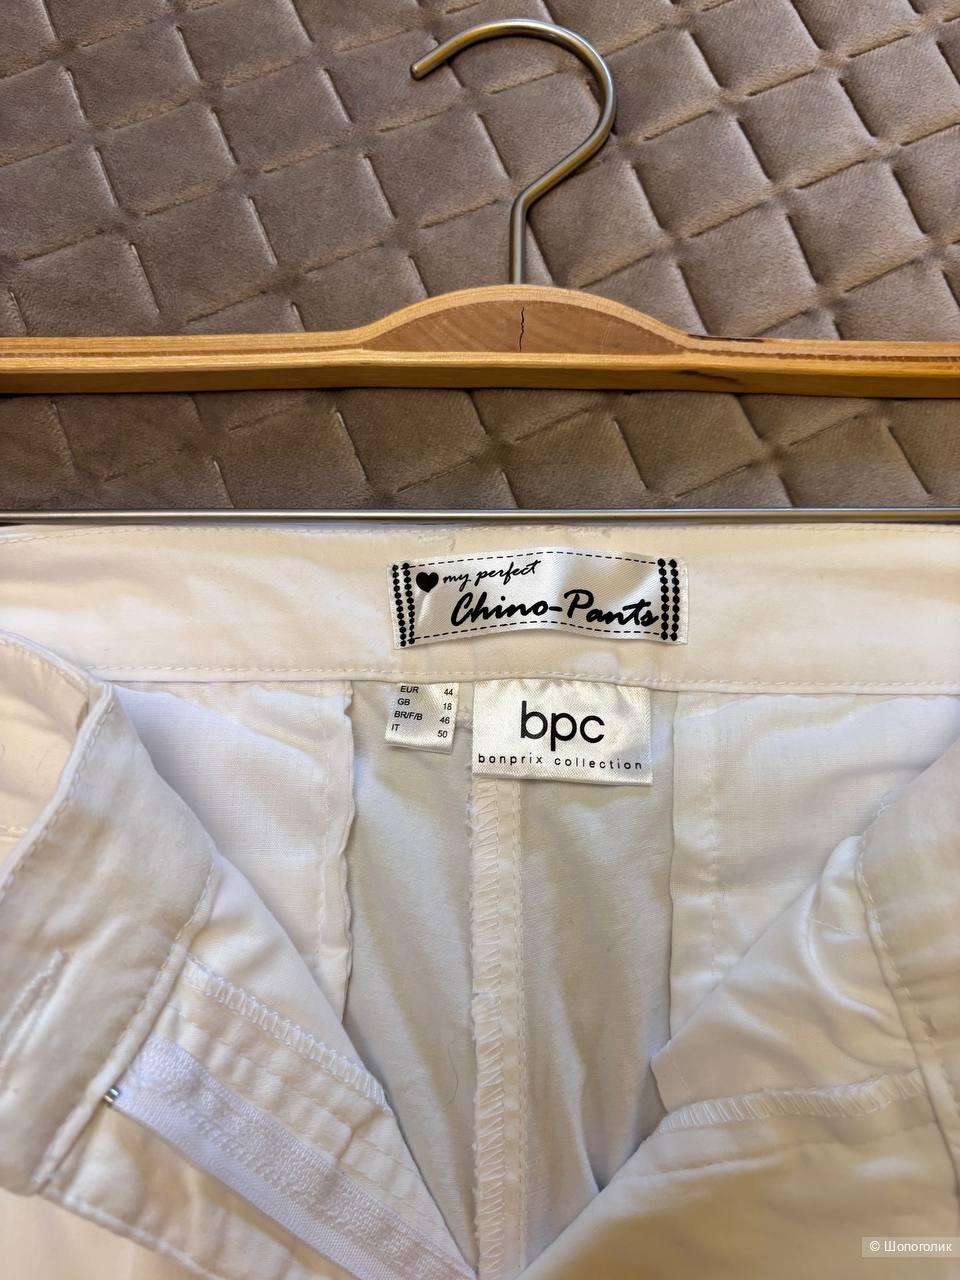 my perfect
Chino-Pants
EUR 44
GB 18
BR/F/B 46
IT 50
bpc
bonprix collection
© Шопоголик